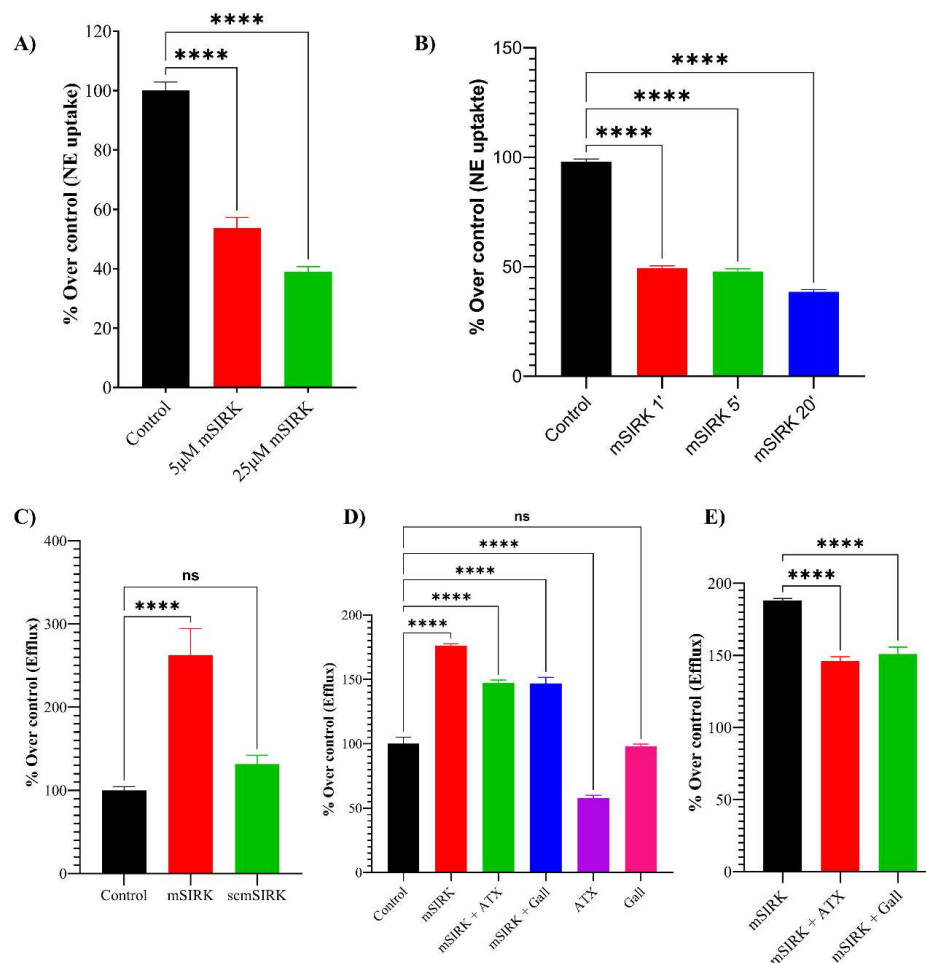 A)
% Over control (NE uptake)
120
100
80
60
40
20
0
****
****
Control
5µM mSIRK
25µM mSIRK
B)
% Over control (NE uptakte)
150
100
50
0
****
****
****
Control
mSIRK 1'
mSIRK 5'
mSIRK 20'
C)
% Over control (Efflux)
400
300
200
100
0
ns
****
Control
mSIRK
scmSIRK
D)
% Over control (Efflux)
200
150
100
50
0
ns
****
****
****
****
Control
mSIRK
mSIRK + ATX
mSIRK + Gall
ATX
Gall
E)
% Over control (Efflux)
200
150
100
50
0
****
****
mSIRK
mSIRK + ATX
mSIRK + Gall